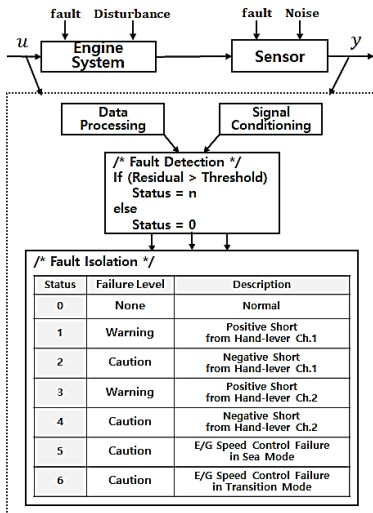 fault Disturbance fault Noise
u Engine System Sensor y
Data Processing
Signal Conditioning
/* Fault Detection */
If (Residual > Threshold)
Status = n
else
Status = 0
/* Fault Isolation */
Status Failure Level Description
0 None Normal
1 Warning Positive Short from Hand-lever Ch.1
2 Caution Negative Short from Hand-lever Ch.1
3 Warning Positive Short from Hand-lever Ch.2
4 Caution Negative Short from Hand-lever Ch.2
5 Caution E/G Speed Control Failure in Sea Mode
6 Caution E/G Speed Control Failure in Transition Mode